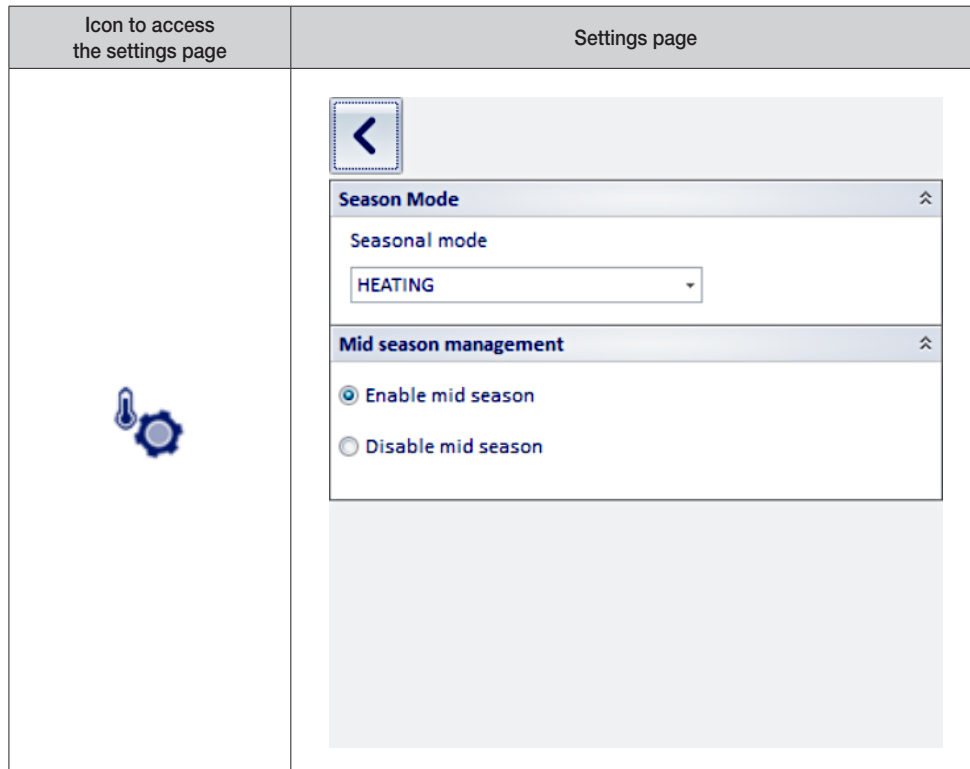 Icon to access
the settings page
Settings page
Season Mode
Seasonal mode
HEATING
Mid season management
Enable mid season
Disable mid season